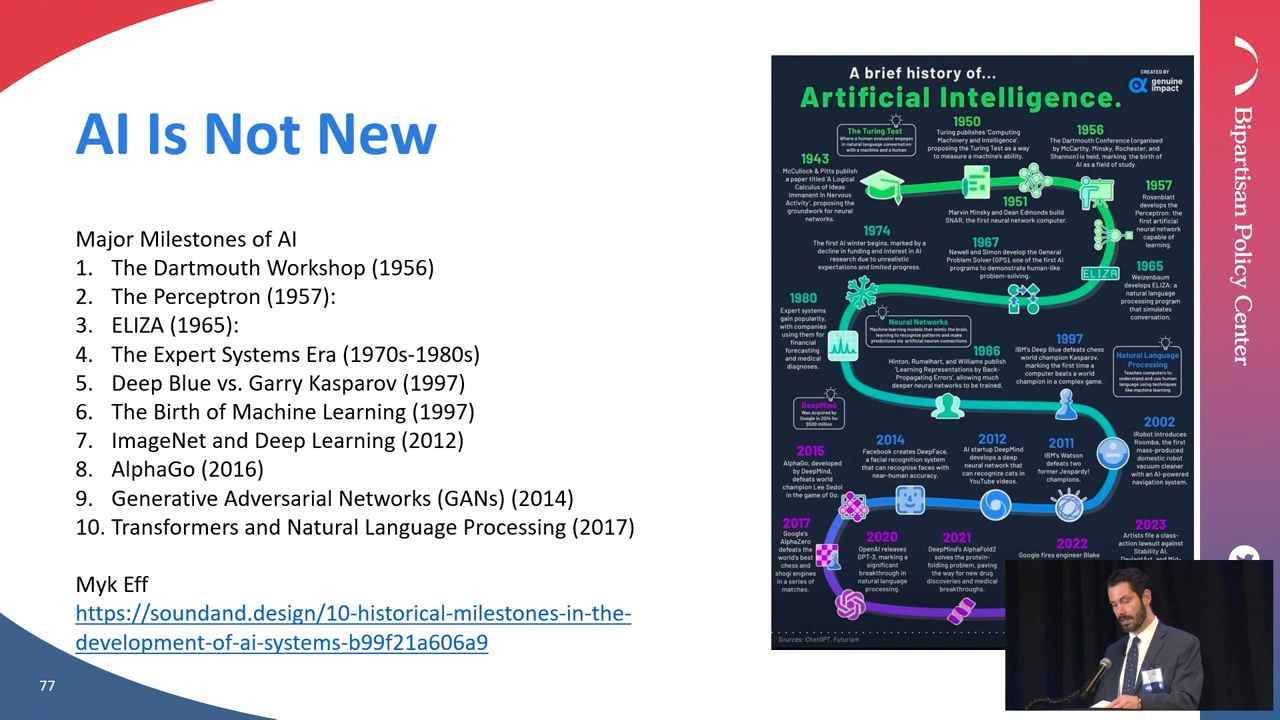 AI Is Not New
Major Milestones of AI
1. The Dartmouth Workshop (1956)
2. The Perceptron (1957):
3. ELIZA (1965):
4. The Expert Systems Era (1970s-1980s)
5. Deep Blue vs. Garry Kasparov (1997)
6. The Birth of Machine Learning (1997)
7. ImageNet and Deep Learning (2012)
8. AlphaGo (2016)
9. Generative Adversarial Networks (GANs) (2014)
10. Transformers and Natural Language Processing (2017)
Myk Eff
https://soundand.design/10-historical-milestones-in-the-
development-of-ai-systems-b99f21a606a9
77
A brief history of...
Artificial Intelligence.
CREATED BY
genuine
impact
The Turing Test
Where a human evaluator engages
in natural language conversation
with a machine and a human
1950
Turing publishes 'Computing
Machinery and Intelligence',
proposing the Turing Test as a way
to measure a machine's ability.
1956
The Dartmouth Conference (organised
by McCarthy, Minsky, Rochester, and
Shannon) is held, marking the birth of
AI as a field of study.
1943
McCullock & Pitts publish
a paper titled 'A Logical
Calculus of Ideas
Immanent in Nervous
Activity', proposing the
groundwork for neural
networks.
1951
Marvin Minsky and Dean Edmonds build
SNAR, the first neural network computer.
1957
Rosenblatt
develops the
Perceptron: the
first artificial
neural network
capable of
learning.
1974
The first AI winter begins, marked by a
decline in funding and interest in AI
research due to unrealistic
expectations and limited progress.
1967
Newell and Simon develop the General
Problem Solver (GPS), one of the first AI
programs to demonstrate human-like
problem-solving.
ELIZA
1965
Weizenbaum
develops ELIZA: a
natural language
processing program
that simulates
conversation.
1980
Expert systems
gain popularity,
with companies
using them for
financial
forecasting
and medical
diagnoses.
Neural Networks
Machine learning models that mimic the brain,
learning to recognize patterns and make
predictions via artificial neuron connections
1986
Hinton, Rumelhart, and Williams publish
'Learning Representations by Back-
Propagating Errors', allowing much
deeper neural networks to be trained.
1997
IBM's Deep Blue defeats chess
world champion Kasparov,
marking the first time a
computer beats a world
champion in a complex game.
Natural Language
Processing
Teaches computers to
understand and use human
language using techniques
like machine learning
DeepMind
Was acquired by
Google in 2014 for
$500 million
2002
iRobot introduces
Roomba, the first
mass-produced
domestic robot
vacuum cleaner
with an AI-powered
navigation system.
2015
AlphaGo, developed
by DeepMind,
defeats world
champion Lee Sedol
in the game of Go.
2014
Facebook creates DeepFace,
a facial recognition system
that can recognise faces with
near-human accuracy.
2012
AI startup DeepMind
develops a deep
neural network that
can recognize cats in
YouTube videos.
2011
IBM's Watson
defeats two
former Jeopardy!
champions.
2017
Google's
AlphaZero
defeats the
world's best
chess and
shogi engines
in a series of
matches.
2020
OpenAI releases
GPT-3, marking a
significant
breakthrough in
natural language
processing.
2021
DeepMind's AlphaFold2
solves the protein-
folding problem, paving
the way for new drug
discoveries and medical
breakthroughs.
2022
Google fires engineer Blake
2023
Artists file a class-
action lawsuit against
Stability AI,
DeviantArt, and Mid-
Sources: ChatGPT, Futurism
Bipartisan Policy Center